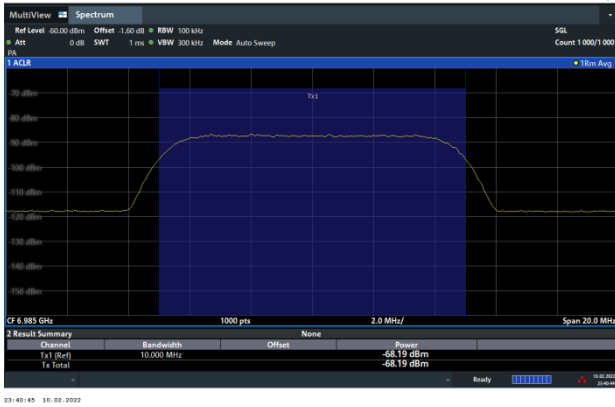 MultiView Spectrum
Ref Level -60.00 dBm Offset -1.60 dB RBW 100 kHz SGL
Att 0 dB SWT 1 ms VBW 300 kHz Mode Auto Sweep Count 1000/1000
PA
1 ACLR 1Rm Avg
Tx1
-70 dBm
-80 dBm
-90 dBm
-100 dBm
-110 dBm
-120 dBm
-130 dBm
-140 dBm
-150 dBm
CF 6.985 GHz 1000 pts 2.0 MHz/ Span 20.0 MHz
2 Result Summary None
Channel Bandwidth Offset Power
Tx1 (Ref) 10.000 MHz -68.19 dBm
Tx Total -68.19 dBm
Ready 10.02.2022
23:40:44
23:40:45 10.02.2022